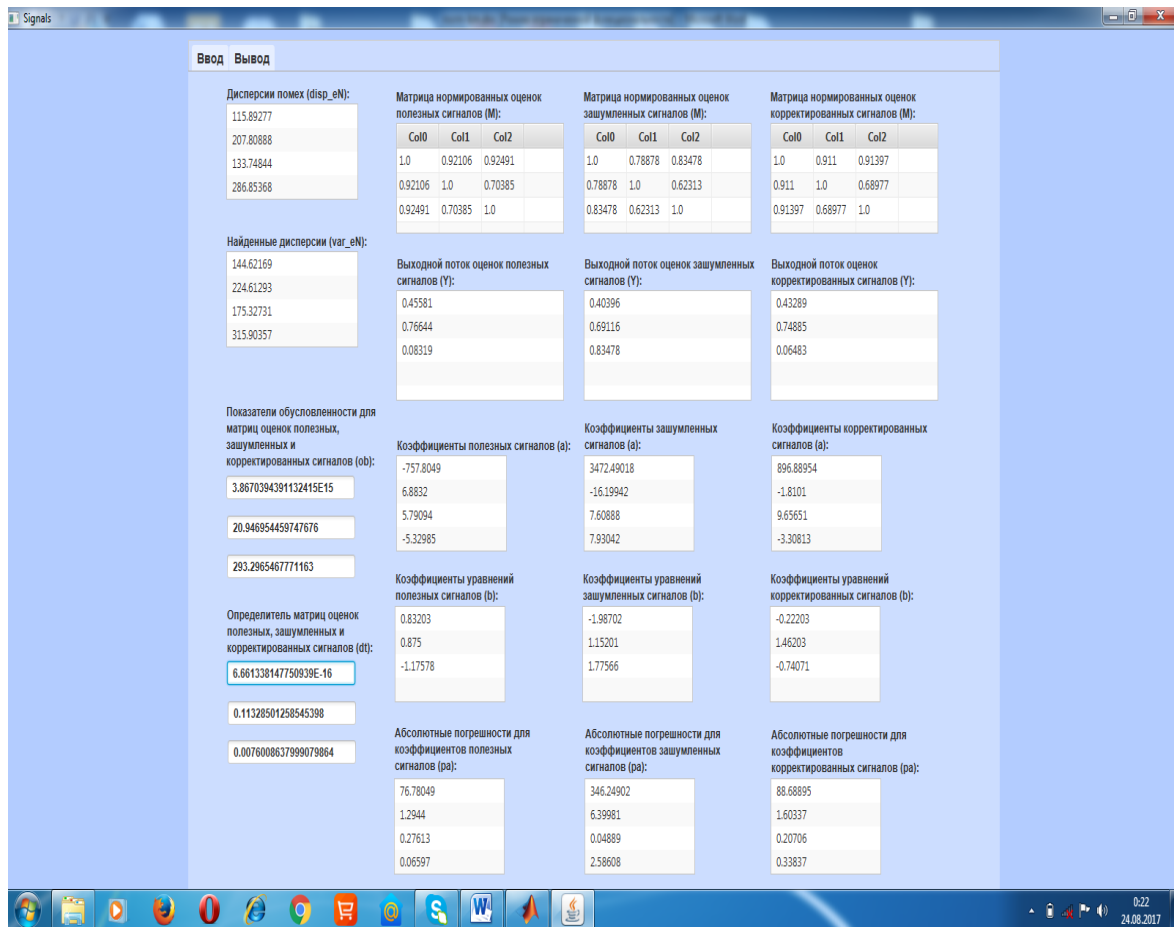 Signals
Ввод Вывод
Дисперсии помех (disp_eN):
115.89277
207.80888
133.74844
286.85368
Найденные дисперсии (var_eN):
144.62169
224.61293
175.32731
315.90357
Показатели обусловленности для
матриц оценок полезных,
зашумленных и
корректированных сигналов (ob):
3.8670394391132415E15
20.946954459747676
293.2965467771163
Определитель матриц оценок
полезных, зашумленных и
корректированных сигналов (dt):
6.661338147750939E-16
0.11328501258545398
0.0076008637999079864
Матрица нормированных оценок
полезных сигналов (M):
Col0 Col1 Col2
1.0 0.92106 0.92491
0.92106 1.0 0.70385
0.92491 0.70385 1.0
Выходной поток оценок полезных
сигналов (Y):
0.45581
0.76644
0.08319
Коэффициенты полезных сигналов (a):
-757.8049
6.8832
5.79094
-5.32985
Коэффициенты уравнений
полезных сигналов (b):
0.83203
0.875
-1.17578
Абсолютные погрешности для
коэффициентов полезных
сигналов (pa):
76.78049
1.2944
0.27613
0.06597
Матрица нормированных оценок
зашумленных сигналов (M):
Col0 Col1 Col2
1.0 0.78878 0.83478
0.78878 1.0 0.62313
0.83478 0.62313 1.0
Выходной поток оценок зашумленных
сигналов (Y):
0.40396
0.69116
0.83478
Коэффициенты зашумленных
сигналов (a):
3472.49018
-16.19942
7.60888
7.93042
Коэффициенты уравнений
зашумленных сигналов (b):
-1.98702
1.15201
1.77566
Абсолютные погрешности для
коэффициентов зашумленных
сигналов (pa):
346.24902
6.39981
0.04889
2.58608
Матрица нормированных оценок
корректированных сигналов (M):
Col0 Col1 Col2
1.0 0.911 0.91397
0.911 1.0 0.68977
0.91397 0.68977 1.0
Выходной поток оценок
корректированных сигналов (Y):
0.43289
0.74885
0.06483
Коэффициенты корректированных
сигналов (a):
896.88954
-1.8101
9.65651
-3.30813
Коэффициенты уравнений
корректированных сигналов (b):
-0.22203
1.46203
-0.74071
Абсолютные погрешности для
коэффициентов
корректированных сигналов (pa):
88.68895
1.60337
0.20706
0.33837
0:22
24.08.2017